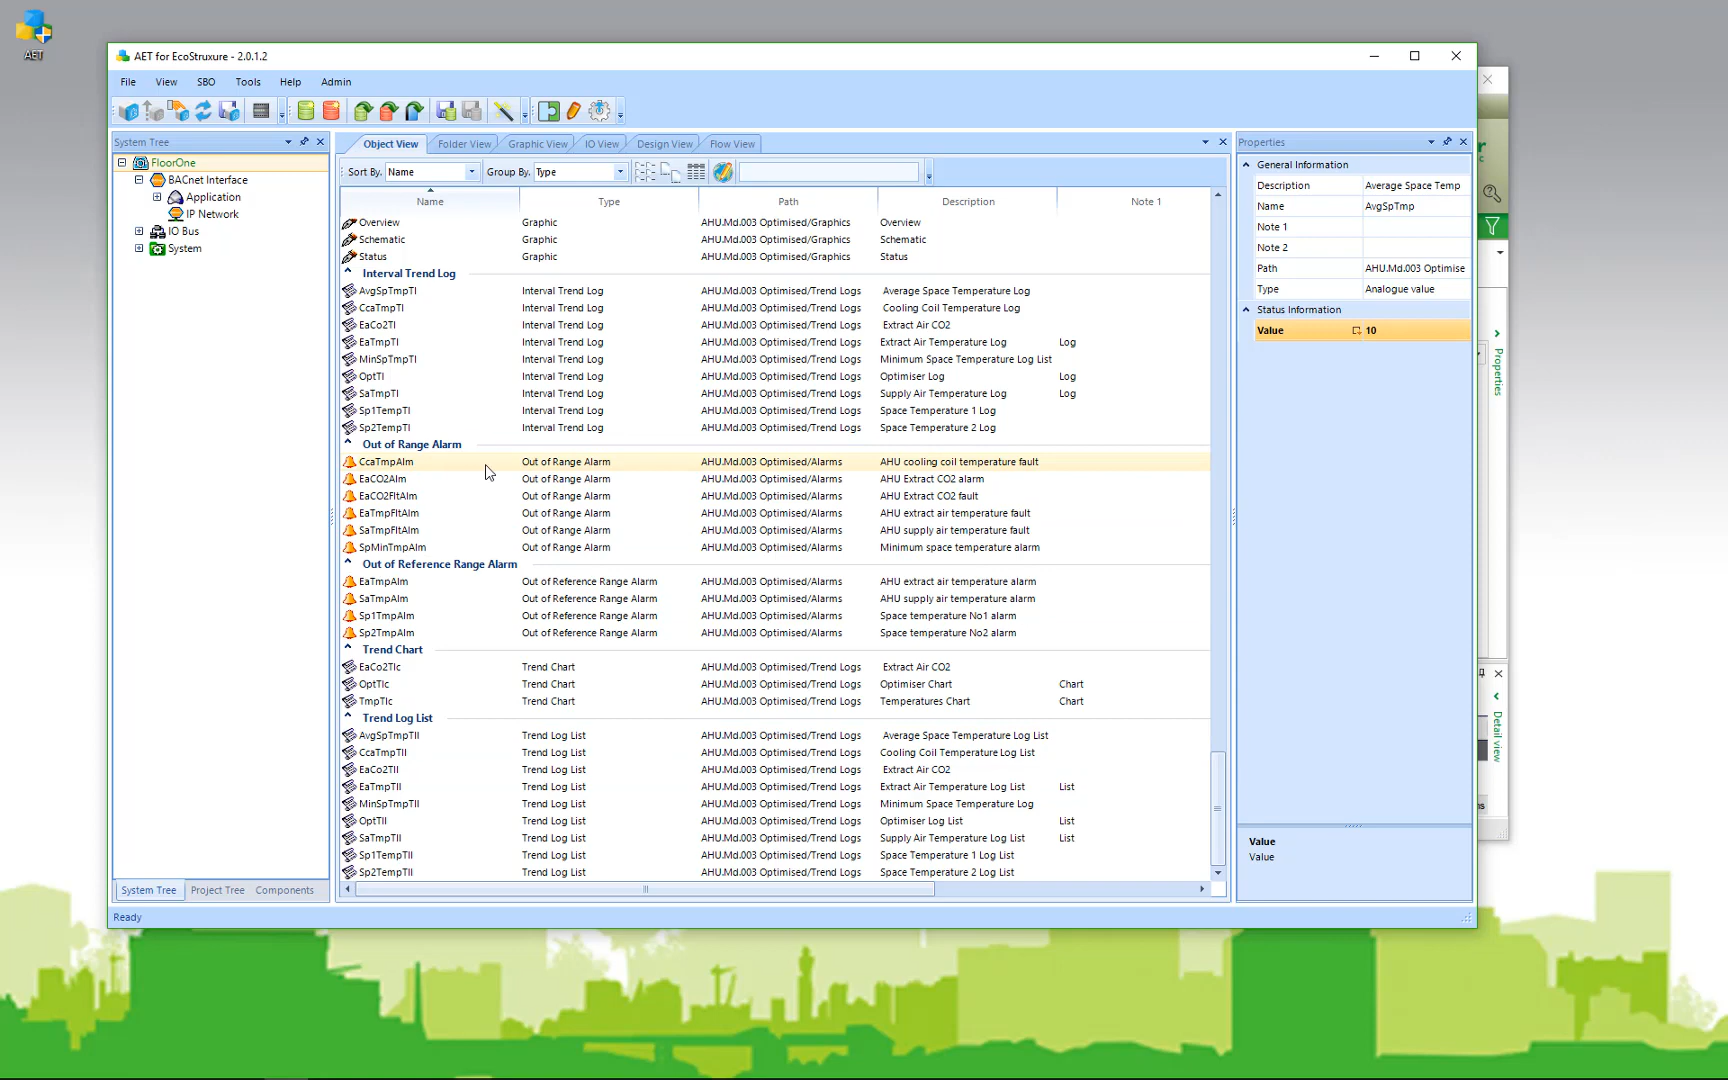 AET
AET for EcoStruxure - 2.0.1.2
File View SBO Tools Help Admin
System Tree
FloorOne
BACnet Interface
Application
IP Network
IO Bus
System
System Tree Project Tree Components
Object View Folder View Graphic View IO View Design View Flow View
Sort By. Name Group By. Type
Name Type Path Description Note 1
Overview Graphic AHU.Md.003 Optimised/Graphics Overview
Schematic Graphic AHU.Md.003 Optimised/Graphics Schematic
Status Graphic AHU.Md.003 Optimised/Graphics Status
Interval Trend Log
AvgSpTmpTl Interval Trend Log AHU.Md.003 Optimised/Trend Logs Average Space Temperature Log
CcaTmpTl Interval Trend Log AHU.Md.003 Optimised/Trend Logs Cooling Coil Temperature Log
EaCo2Tl Interval Trend Log AHU.Md.003 Optimised/Trend Logs Extract Air CO2
EaTmpTl Interval Trend Log AHU.Md.003 Optimised/Trend Logs Extract Air Temperature Log Log
MinSpTmpTl Interval Trend Log AHU.Md.003 Optimised/Trend Logs Minimum Space Temperature Log List
OptTl Interval Trend Log AHU.Md.003 Optimised/Trend Logs Optimiser Log Log
SaTmpTl Interval Trend Log AHU.Md.003 Optimised/Trend Logs Supply Air Temperature Log Log
Sp1TempTl Interval Trend Log AHU.Md.003 Optimised/Trend Logs Space Temperature 1 Log
Sp2TempTl Interval Trend Log AHU.Md.003 Optimised/Trend Logs Space Temperature 2 Log
Out of Range Alarm
CcaTmpAlm Out of Range Alarm AHU.Md.003 Optimised/Alarms AHU cooling coil temperature fault
EaCO2Alm Out of Range Alarm AHU.Md.003 Optimised/Alarms AHU Extract CO2 alarm
EaCO2FltAlm Out of Range Alarm AHU.Md.003 Optimised/Alarms AHU Extract CO2 fault
EaTmpFltAlm Out of Range Alarm AHU.Md.003 Optimised/Alarms AHU extract air temperature fault
SaTmpFltAlm Out of Range Alarm AHU.Md.003 Optimised/Alarms AHU supply air temperature fault
SpMinTmpAlm Out of Range Alarm AHU.Md.003 Optimised/Alarms Minimum space temperature alarm
Out of Reference Range Alarm
EaTmpAlm Out of Reference Range Alarm AHU.Md.003 Optimised/Alarms AHU extract air temperature alarm
SaTmpAlm Out of Reference Range Alarm AHU.Md.003 Optimised/Alarms AHU supply air temperature alarm
Sp1TmpAlm Out of Reference Range Alarm AHU.Md.003 Optimised/Alarms Space temperature No1 alarm
Sp2TmpAlm Out of Reference Range Alarm AHU.Md.003 Optimised/Alarms Space temperature No2 alarm
Trend Chart
EaCo2Tlc Trend Chart AHU.Md.003 Optimised/Trend Logs Extract Air CO2
OptTlc Trend Chart AHU.Md.003 Optimised/Trend Logs Optimiser Chart Chart
TmpTlc Trend Chart AHU.Md.003 Optimised/Trend Logs Temperatures Chart Chart
Trend Log List
AvgSpTmpTll Trend Log List AHU.Md.003 Optimised/Trend Logs Average Space Temperature Log List
CcaTmpTll Trend Log List AHU.Md.003 Optimised/Trend Logs Cooling Coil Temperature Log List
EaCo2Tll Trend Log List AHU.Md.003 Optimised/Trend Logs Extract Air CO2
EaTmpTll Trend Log List AHU.Md.003 Optimised/Trend Logs Extract Air Temperature Log List List
MinSpTmpTll Trend Log List AHU.Md.003 Optimised/Trend Logs Minimum Space Temperature Log
OptTll Trend Log List AHU.Md.003 Optimised/Trend Logs Optimiser Log List List
SaTmpTll Trend Log List AHU.Md.003 Optimised/Trend Logs Supply Air Temperature Log List List
Sp1TempTll Trend Log List AHU.Md.003 Optimised/Trend Logs Space Temperature 1 Log List
Sp2TempTll Trend Log List AHU.Md.003 Optimised/Trend Logs Space Temperature 2 Log List
Properties
General Information
Description Average Space Temp
Name AvgSpTmp
Note 1
Note 2
Path AHU.Md.003 Optimise
Type Analogue value
Status Information
Value 10
Value
Value
Properties
Detail view
Ready